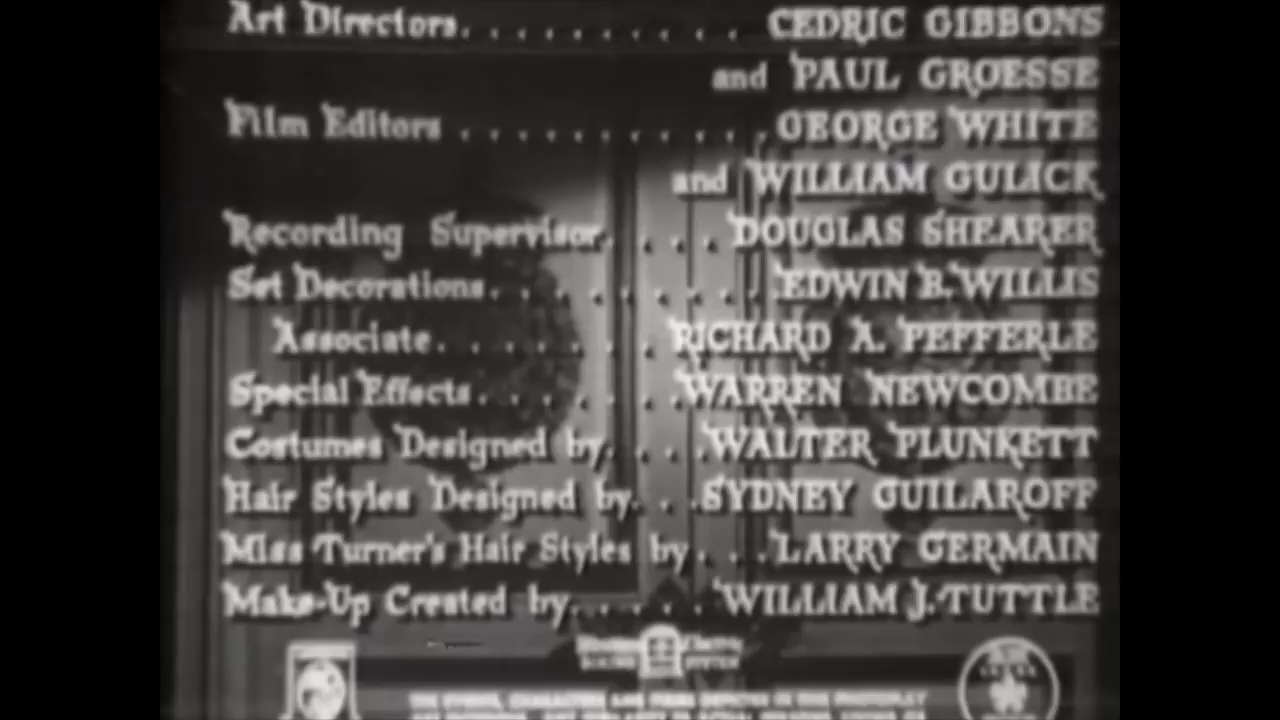 Art Directors. . . . . . . . . . CEDRIC GIBBONS
and PAUL GROESSE
Film Editors . . . . . . . . . . . . GEORGE WHITE
and WILLIAM GULICK
Recording Supervisor. . . . DOUGLAS SHEARER
Set Decorations. . . . . . . . . EDWIN B. WILLIS
Associate. . . . . . . RICHARD A. PEFFERLE
Special Effects. . . . . . . WARREN NEWCOMBE
Costumes Designed by. . . . WALTER PLUNKETT
Hair Styles Designed by. . . SYDNEY GUILAROFF
Miss Turner's Hair Styles by . . . LARRY GERMAIN
Make-Up Created by. . . . . WILLIAM J. TUTTLE
SOUND SYSTEM